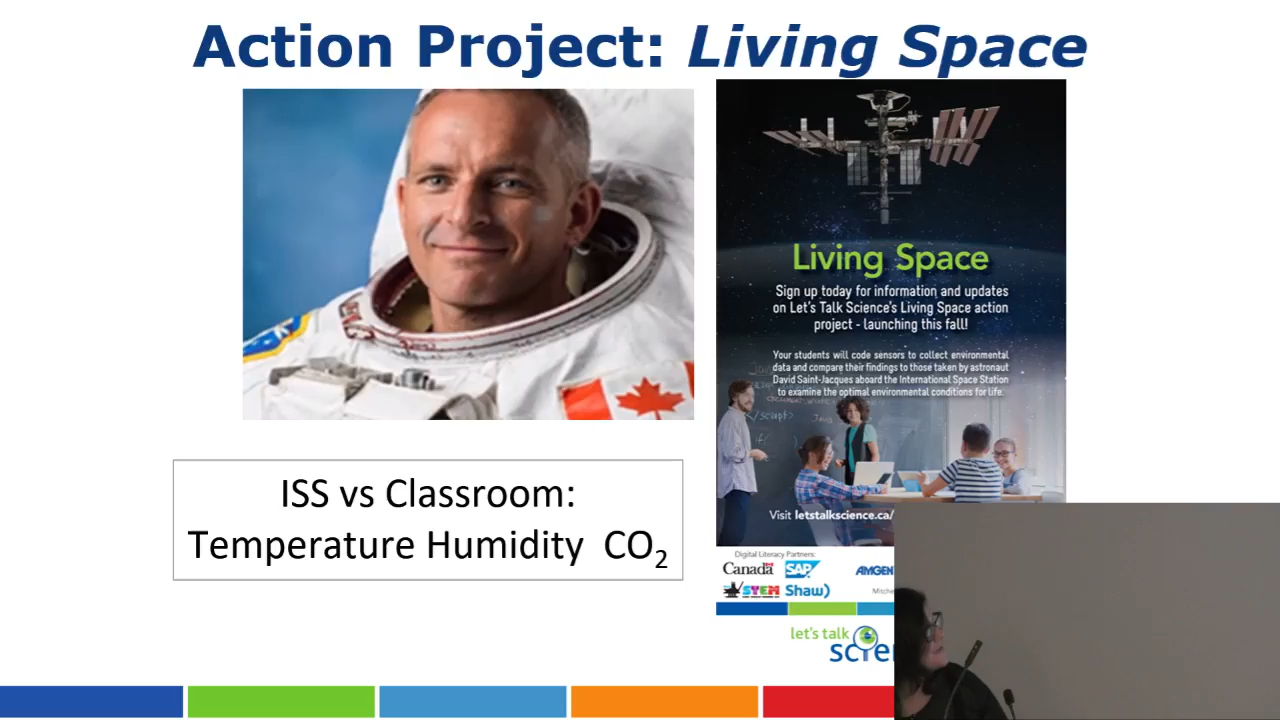 Action Project: Living Space
Living Space
Sign up today for information and updates
on Let's Talk Science's Living Space action
project - launching this fall!
Your students will code sensors to collect environmental
data and compare their findings to those taken by astronaut
David Saint-Jacques aboard the International Space Station
to examine the optimal environmental conditions for life.
Visit letstalkscience.ca/
ISS vs Classroom:
Temperature Humidity CO₂
Digital Literacy Partners:
Canada SAP AMGEN
STEM Shaw)
let's talk